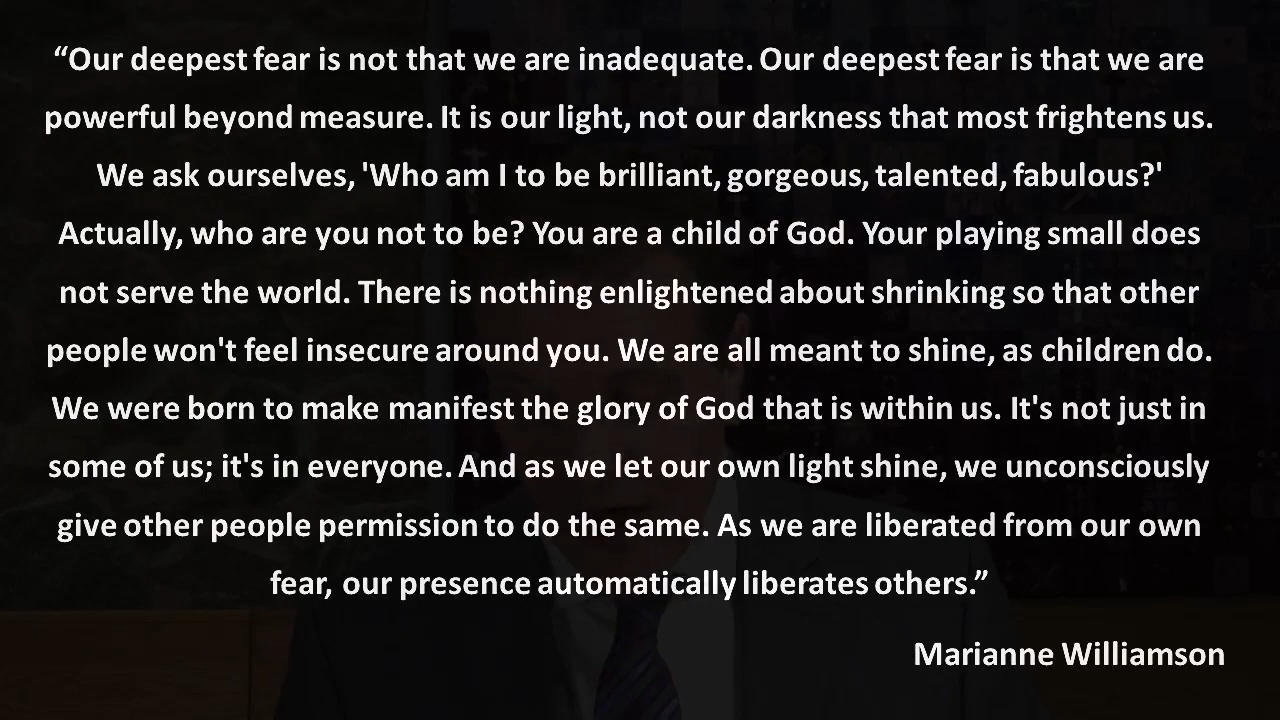 “Our deepest fear is not that we are inadequate. Our deepest fear is that we are
powerful beyond measure. It is our light, not our darkness that most frightens us.
We ask ourselves, 'Who am I to be brilliant, gorgeous, talented, fabulous?'
Actually, who are you not to be? You are a child of God. Your playing small does
not serve the world. There is nothing enlightened about shrinking so that other
people won't feel insecure around you. We are all meant to shine, as children do.
We were born to make manifest the glory of God that is within us. It's not just in
some of us; it's in everyone. And as we let our own light shine, we unconsciously
give other people permission to do the same. As we are liberated from our own
fear, our presence automatically liberates others.”
Marianne Williamson